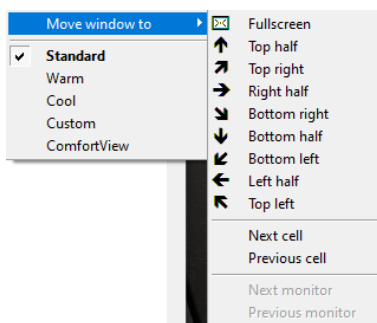 Move window to
Standard
Warm
Cool
Custom
ComfortView
Fullscreen
Top half
Top right
Right half
Bottom right
Bottom half
Bottom left
Left half
Top left
Next cell
Previous cell
Next monitor
Previous monitor